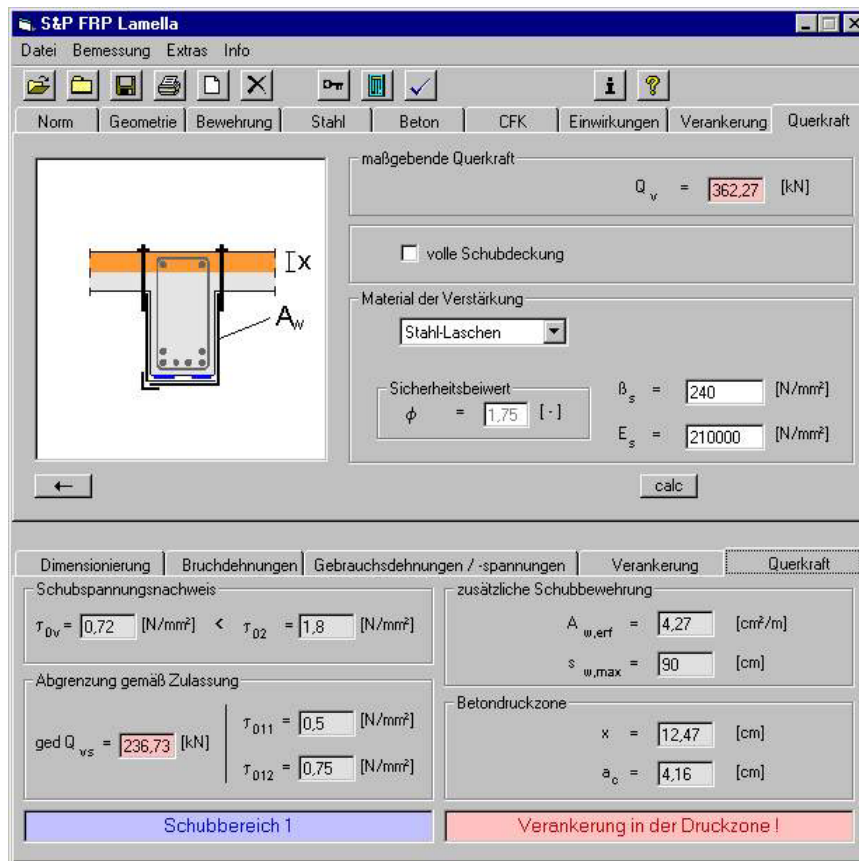 S&P FRP Lamella
Datei Bemessung Extras Info
Norm Geometrie Bewehrung Stahl Beton CFK Einwirkungen Verankerung Querkraft
maßgebende Querkraft
Q v = 362,27 [kN]
volle Schubdeckung
X
A w
Material der Verstärkung
Stahl-Laschen
Sicherheitsbeiwert
ϕ = 1,75 [-]
ß s = 240 [N/mm²]
E s = 210000 [N/mm²]
calc
Dimensionierung Bruchdehnungen Gebrauchsdehnungen / -spannungen Verankerung Querkraft
Schubspannungsnachweis
τ 0v = 0,72 [N/mm²] < τ 02 = 1,8 [N/mm²]
Abgrenzung gemäß Zulassung
ged Q vs = 236,73 [kN]
τ 011 = 0,5 [N/mm²]
τ 012 = 0,75 [N/mm²]
Schubbereich 1
zusätzliche Schubbewehrung
A w,erf = 4,27 [cm²/m]
s w,max = 90 [cm]
Betondruckzone
x = 12,47 [cm]
a c = 4,16 [cm]
Verankerung in der Druckzone !